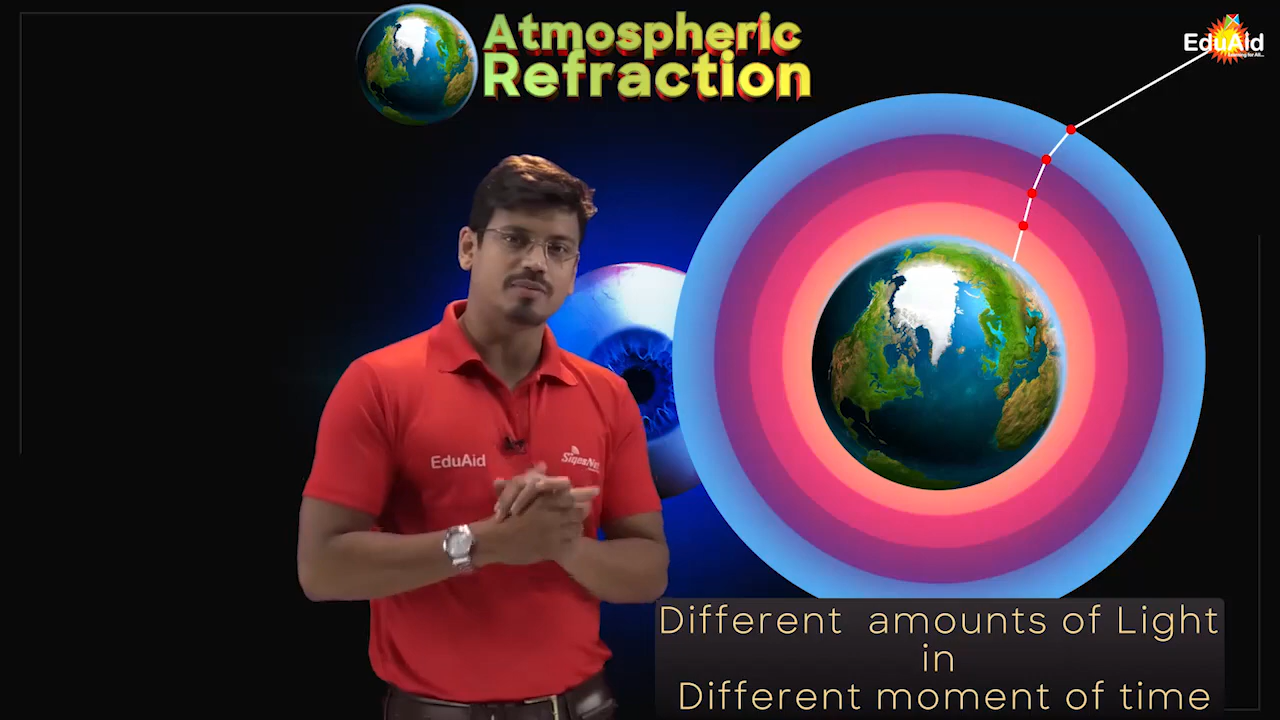 Atmospheric
Refraction
EduAid
EduAid
Different amounts of Light
in
Different moment of time